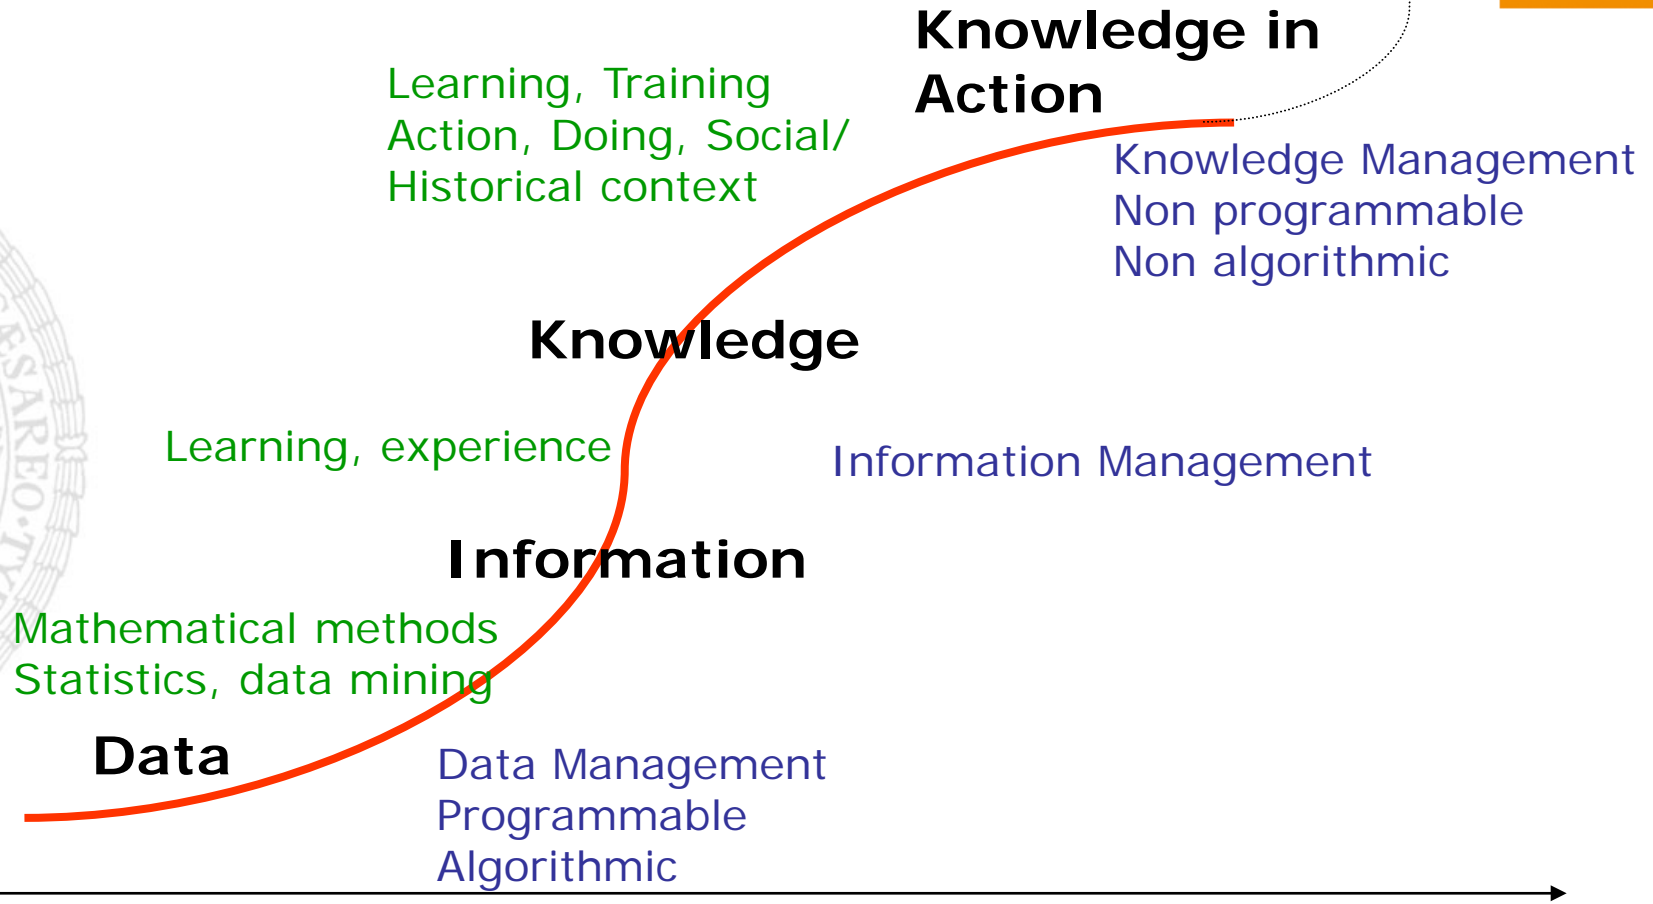 Knowledge in
Action
Learning, Training
Action, Doing, Social/
Historical context
Knowledge Management
Non programmable
Non algorithmic
Knowledge
Learning, experience
Information Management
Information
Mathematical methods
Statistics, data mining
Data
Data Management
Programmable
Algorithmic